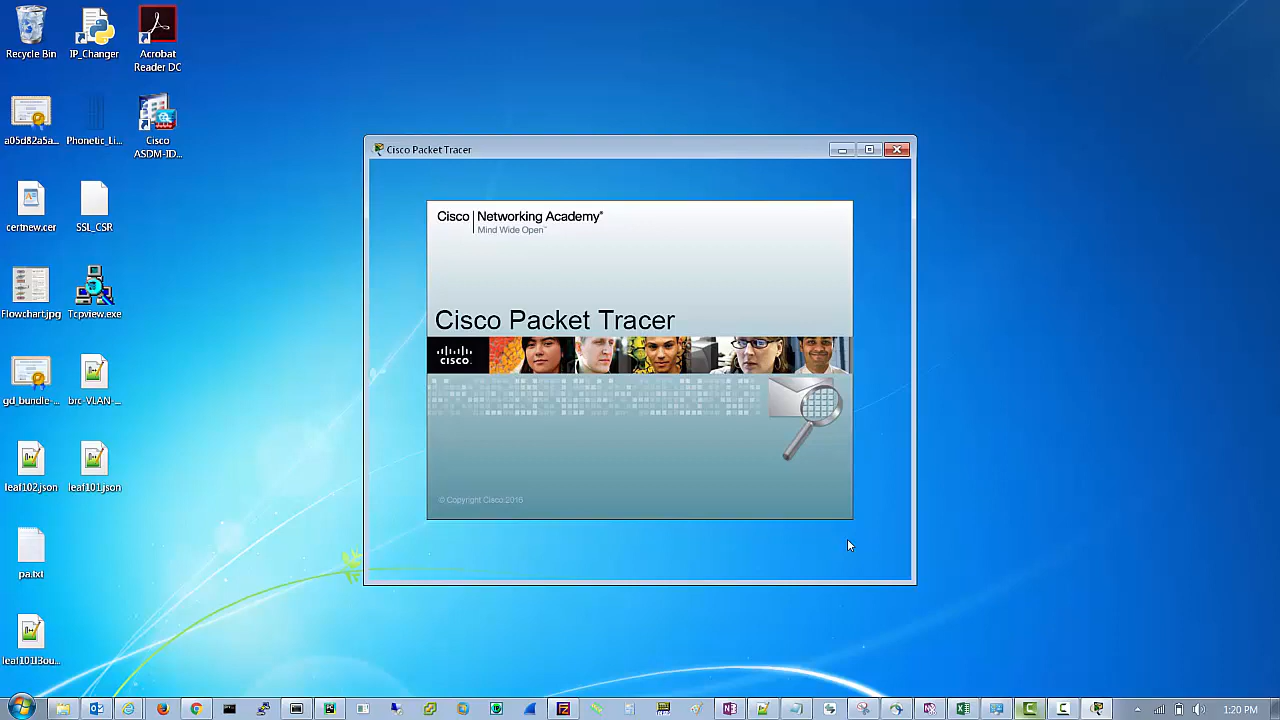 Recycle Bin
IP_Changer
Acrobat
Reader DC
a05d82a5a...
Phonetic_Li...
Cisco
ASDM-ID...
certnew.cer
SSL_CSR
Flowchart.jpg
Tcpview.exe
gd_bundle-...
brc-VLAN-...
leaf102.json
leaf101.json
pa.txt
leaf101l3ou...
Cisco Packet Tracer
Cisco Networking Academy®
Mind Wide Open™
Cisco Packet Tracer
CISCO
© Copyright Cisco 2016
1:20 PM